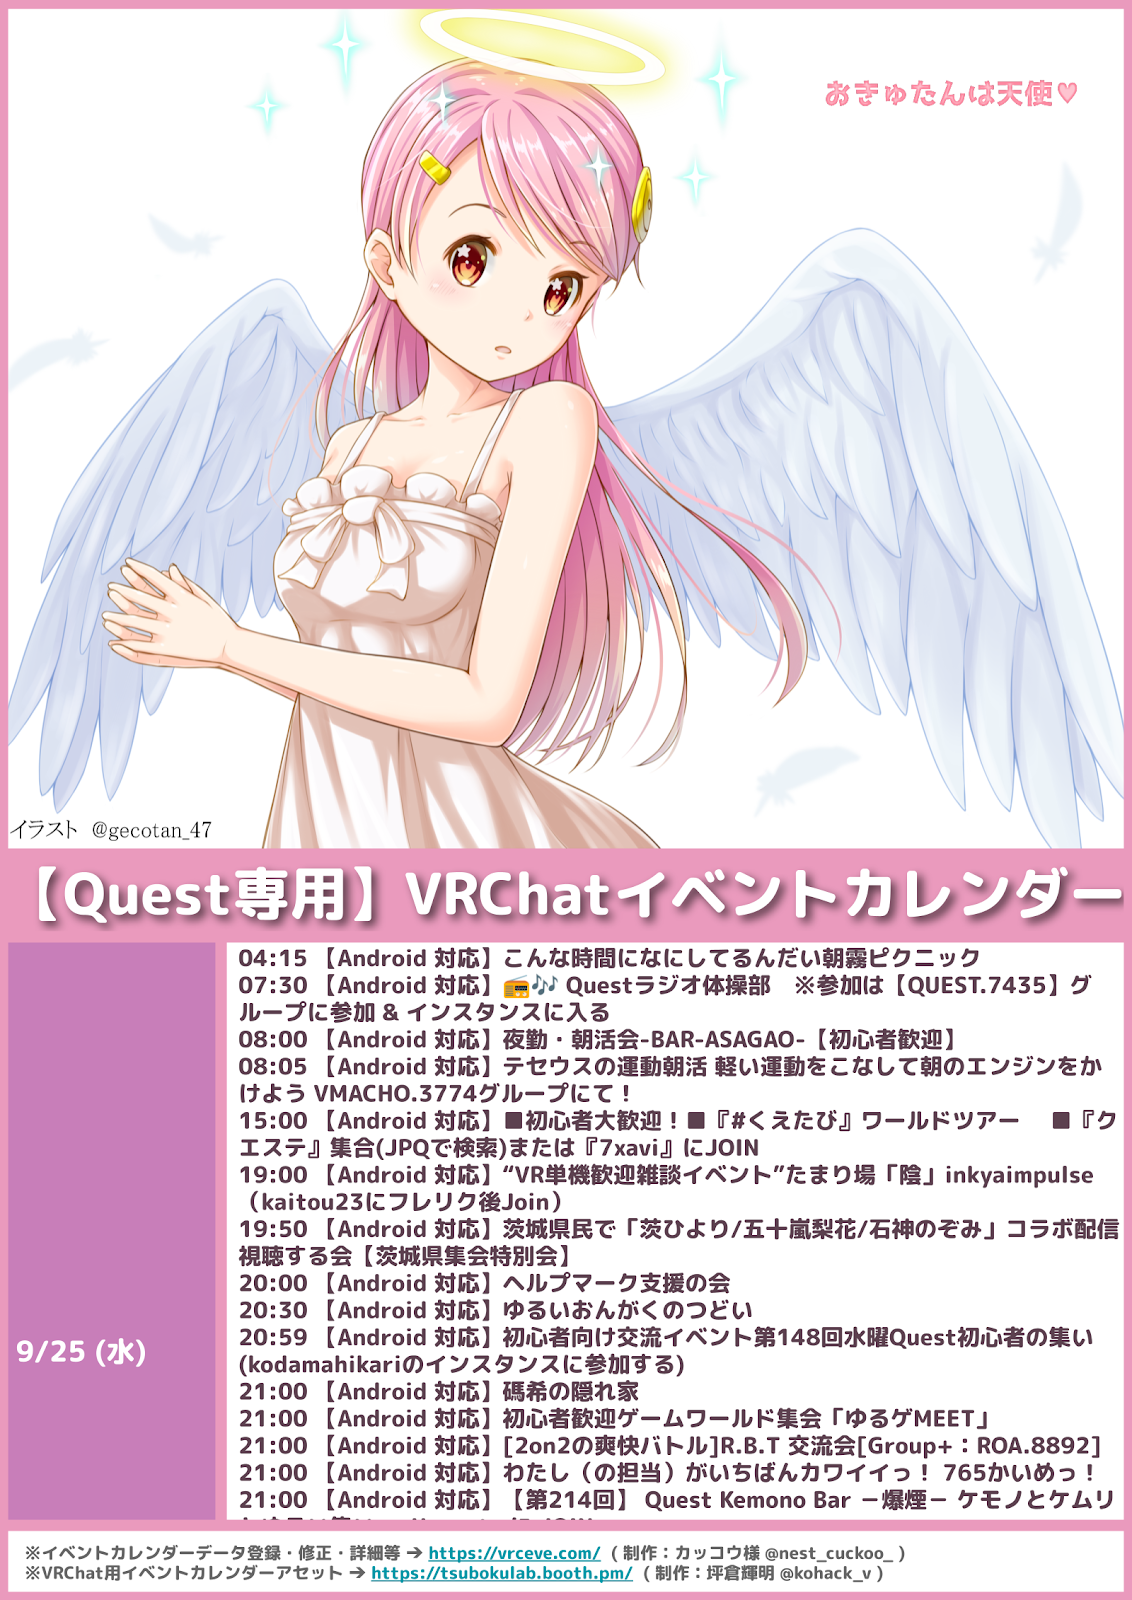 おきゅたんは天使♥
イラスト @gecotan_47
【Quest専用】VRChatイベントカレンダー
9/25 (水)
04:15 【Android 対応】こんな時間になにしてるんだい朝霧ピクニック
07:30 【Android 対応】📻🎶 Questラジオ体操部　※参加は【QUEST.7435】グ
ループに参加 & インスタンスに入る
08:00 【Android 対応】夜勤・朝活会-BAR-ASAGAO-【初心者歓迎】
08:05 【Android 対応】テセウスの運動朝活 軽い運動をこなして朝のエンジンをか
けよう VMACHO.3774グループにて！
15:00 【Android 対応】■初心者大歓迎！■『#くえたび』ワールドツアー　 ■『ク
エステ』集合(JPQで検索)または『7xavi』にJOIN
19:00 【Android 対応】“VR単機歓迎雑談イベント”たまり場「陰」inkyaimpulse
（kaitou23にフレリク後Join）
19:50 【Android 対応】茨城県民で「茨ひより/五十嵐梨花/石神のぞみ」コラボ配信
視聴する会【茨城県集会特別会】
20:00 【Android 対応】ヘルプマーク支援の会
20:30 【Android 対応】ゆるいおんがくのつどい
20:59 【Android 対応】初心者向け交流イベント第148回水曜Quest初心者の集い
(kodamahikariのインスタンスに参加する)
21:00 【Android 対応】碼希の隠れ家
21:00 【Android 対応】初心者歓迎ゲームワールド集会「ゆるゲMEET」
21:00 【Android 対応】[2on2の爽快バトル]R.B.T 交流会[Group+：ROA.8892]
21:00 【Android 対応】わたし（の担当）がいちばんカワイイっ！ 765かいめっ！
21:00 【Android 対応】【第214回】 Quest Kemono Bar －爆煙－ ケモノとケムリ
※イベントカレンダーデータ登録・修正・詳細等 ➔ https://vrceve.com/ ( 制作：カッコウ様 @nest_cuckoo_ )
※VRChat用イベントカレンダーアセット ➔ https://tsubokulab.booth.pm/ ( 制作：坪倉輝明 @kohack_v )